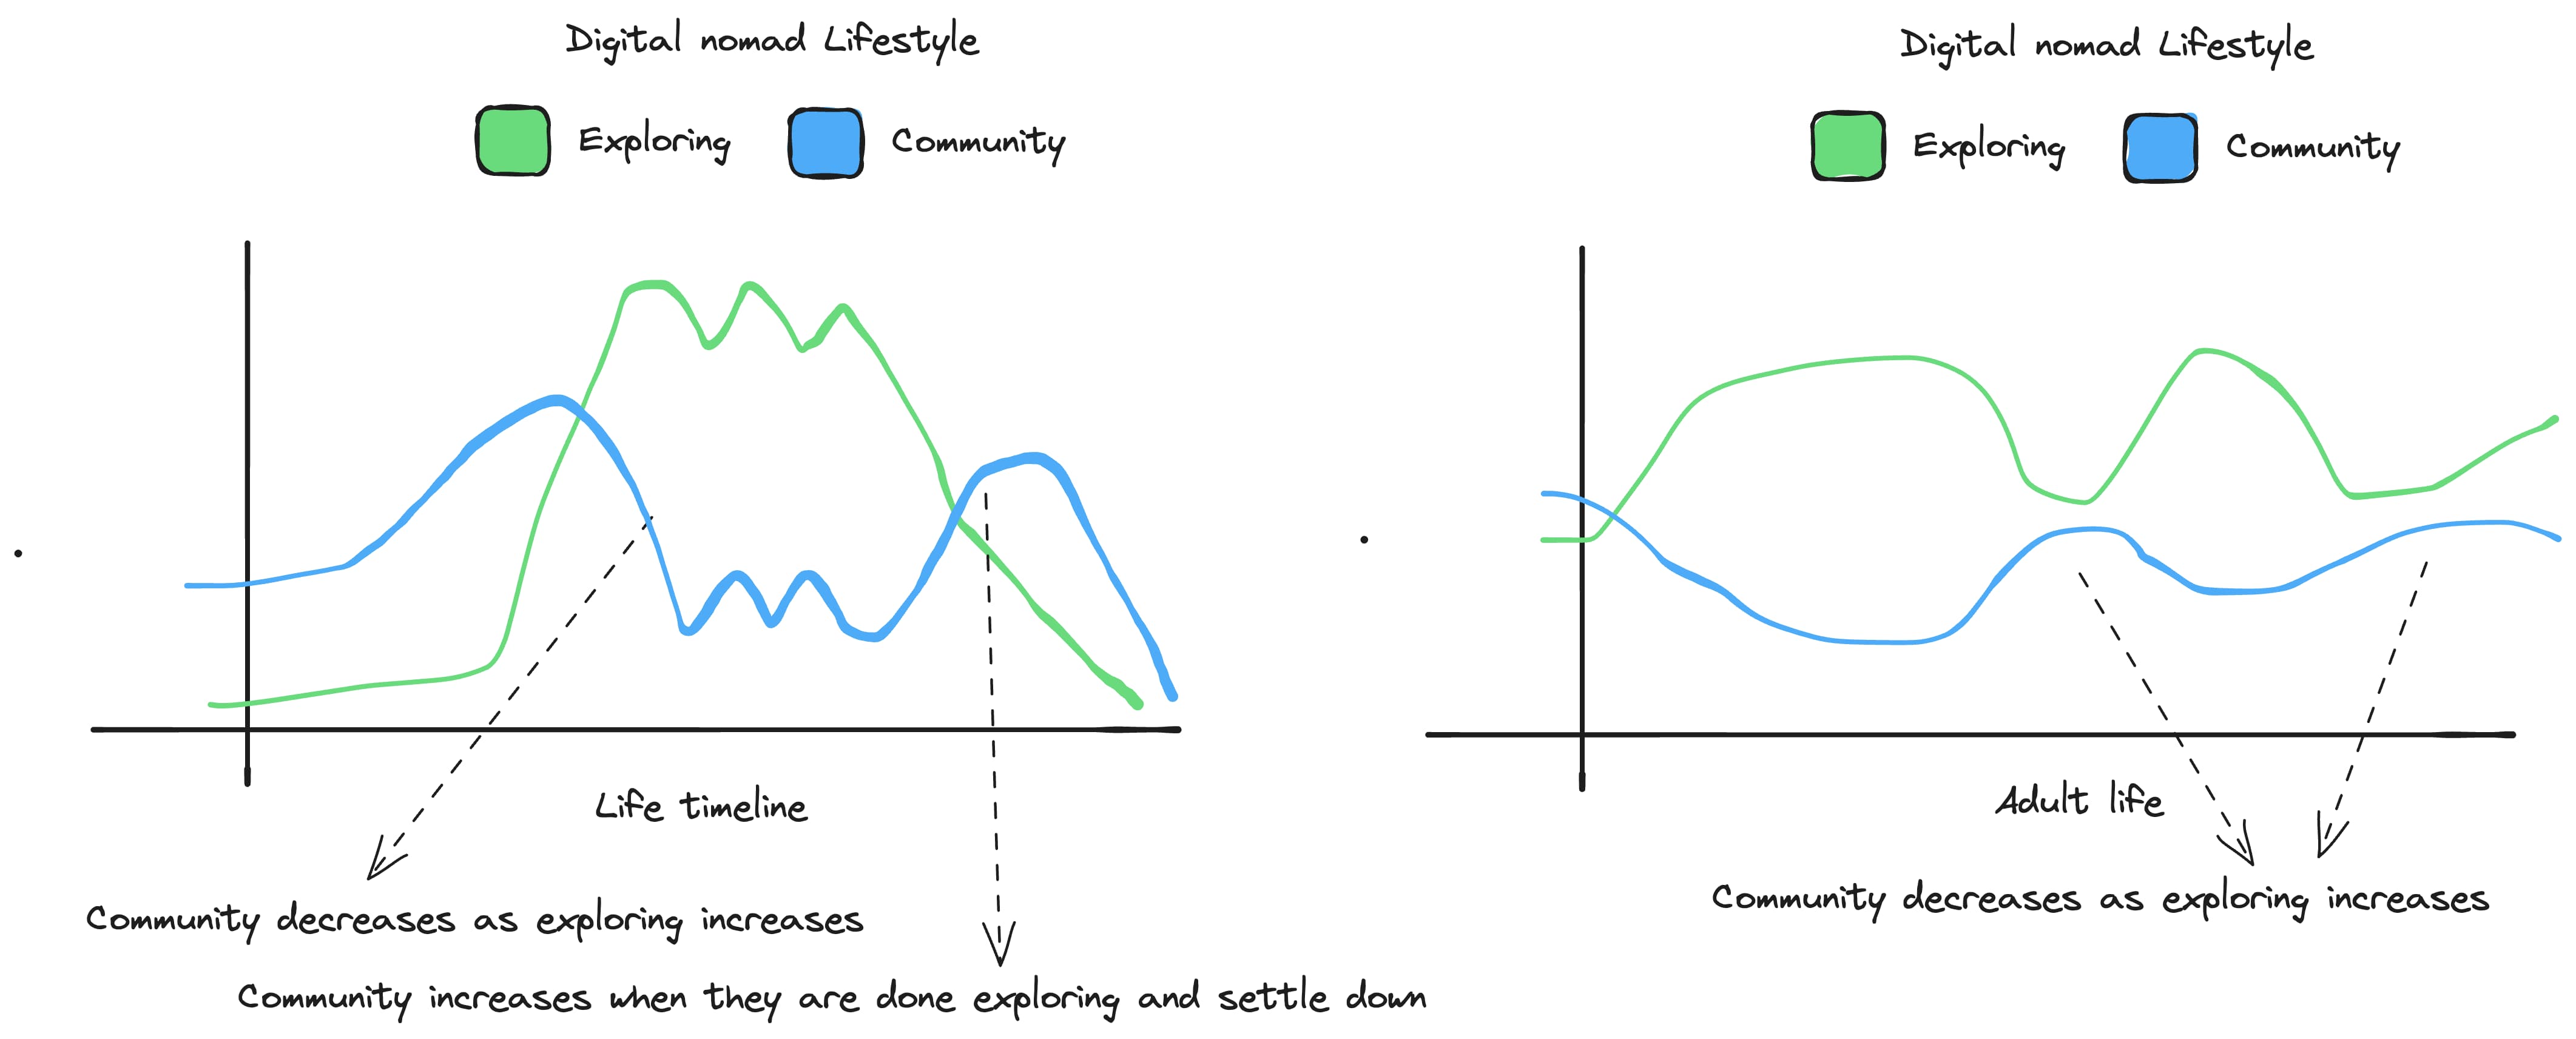 Digital nomad Lifestyle
Exploring
Community
Life timeline
Community decreases as exploring increases
Community increases when they are done exploring and settle down
Digital nomad Lifestyle
Exploring
Community
Adult life
Community decreases as exploring increases